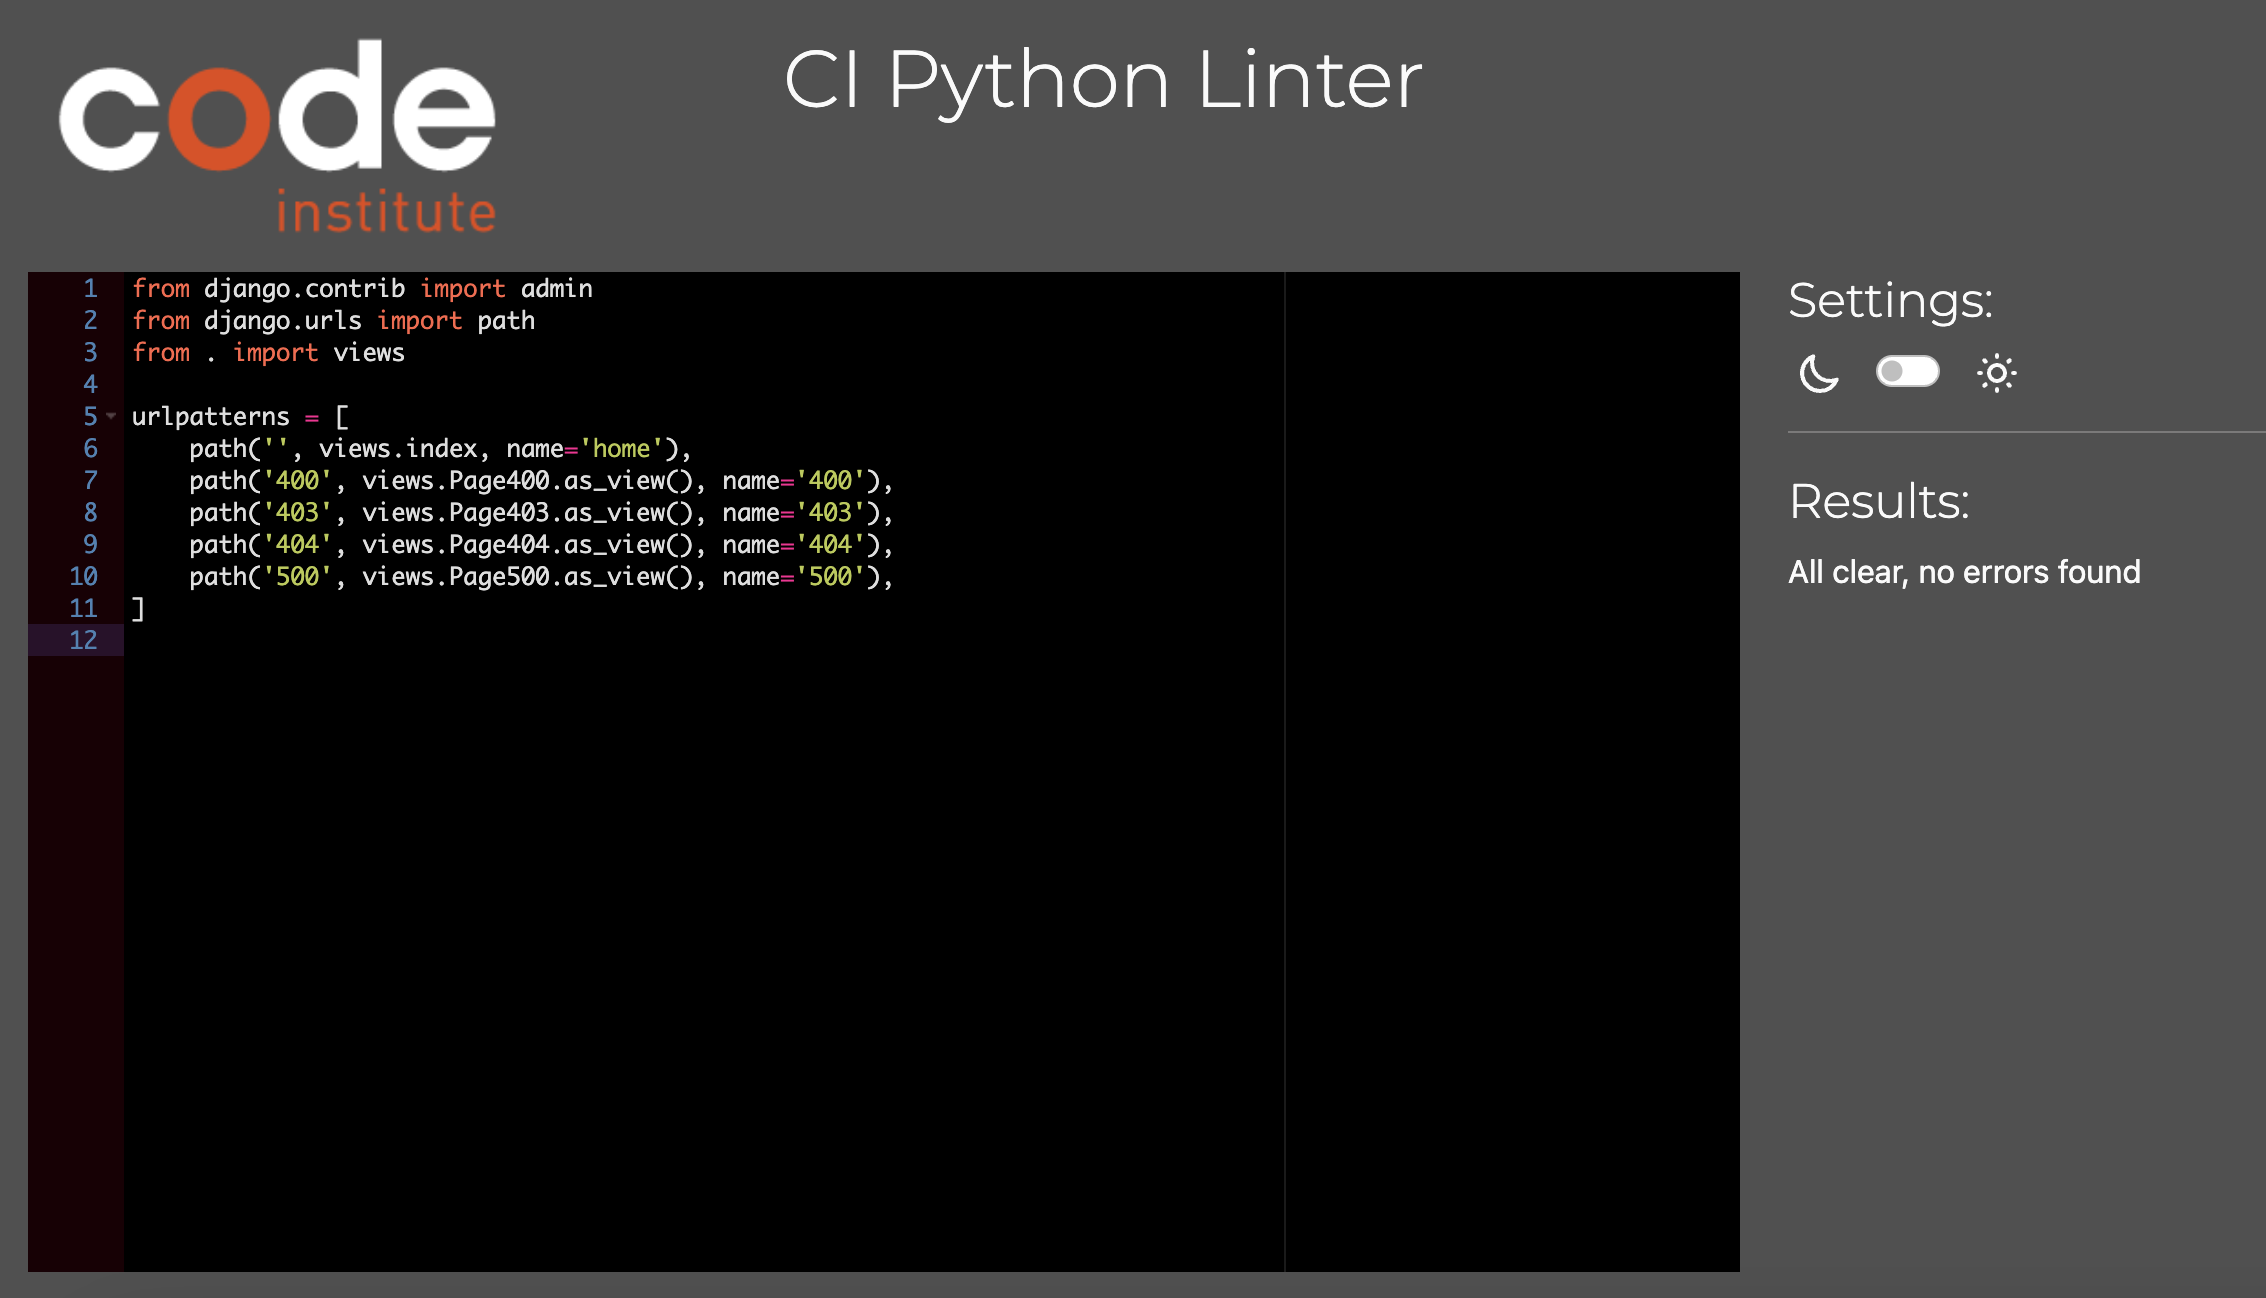 code
institute
CI Python Linter
1 from django.contrib import admin
2 from django.urls import path
3 from . import views
4
5 urlpatterns = [
6     path('', views.index, name='home'),
7     path('400', views.Page400.as_view(), name='400'),
8     path('403', views.Page403.as_view(), name='403'),
9     path('404', views.Page404.as_view(), name='404'),
10     path('500', views.Page500.as_view(), name='500'),
11 ]
12
Settings:
Results:
All clear, no errors found